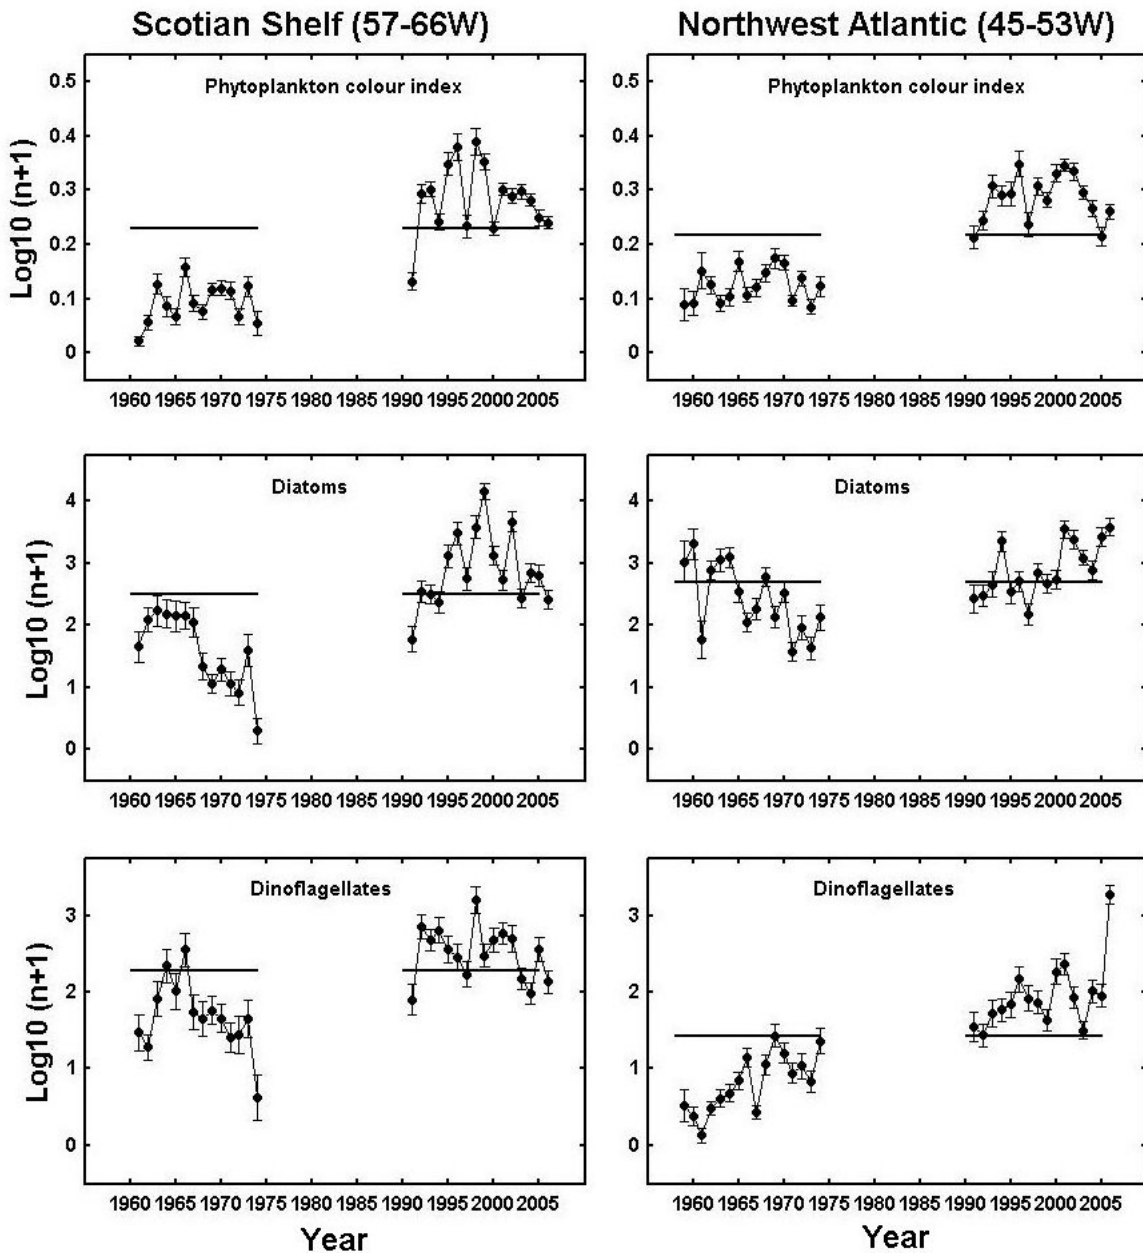 Scotian Shelf (57-66W)
Northwest Atlantic (45-53W)
Phytoplankton colour index
Log10 (n+1)
0.5
0.4
0.3
0.2
0.1
0
1960 1965 1970 1975 1980 1985 1990 1995 2000 2005
Phytoplankton colour index
0.5
0.4
0.3
0.2
0.1
0
1960 1965 1970 1975 1980 1985 1990 1995 2000 2005
Diatoms
Log10 (n+1)
4
3
2
1
0
1960 1965 1970 1975 1980 1985 1990 1995 2000 2005
Diatoms
4
3
2
1
0
1960 1965 1970 1975 1980 1985 1990 1995 2000 2005
Dinoflagellates
Log10 (n+1)
3
2
1
0
1960 1965 1970 1975 1980 1985 1990 1995 2000 2005
Year
Dinoflagellates
3
2
1
0
1960 1965 1970 1975 1980 1985 1990 1995 2000 2005
Year